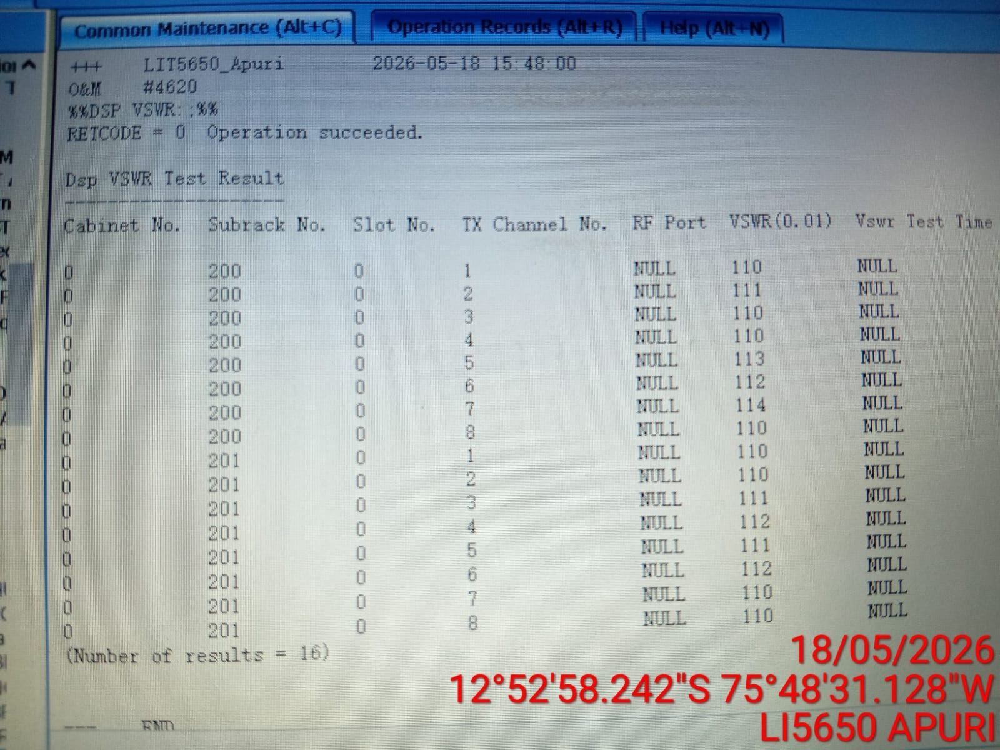 Common Maintenance (Alt+C) Operation Records (Alt+R) Help (Alt+N)
+++ LIT5650_Apuri 2026-05-18 15:48:00
O&M #4620
%%DSP VSWR:;%%
RETCODE = 0 Operation succeeded.
Dsp VSWR Test Result
--------------------
Cabinet No. Subrack No. Slot No. TX Channel No. RF Port VSWR(0.01) Vswr Test Time
0 200 0 1 NULL 110 NULL
0 200 0 2 NULL 111 NULL
0 200 0 3 NULL 110 NULL
0 200 0 4 NULL 110 NULL
0 200 0 5 NULL 113 NULL
0 200 0 6 NULL 112 NULL
0 200 0 7 NULL 114 NULL
0 200 0 8 NULL 110 NULL
0 201 0 1 NULL 110 NULL
0 201 0 2 NULL 110 NULL
0 201 0 3 NULL 111 NULL
0 201 0 4 NULL 112 NULL
0 201 0 5 NULL 111 NULL
0 201 0 6 NULL 112 NULL
0 201 0 7 NULL 110 NULL
0 201 0 8 NULL 110 NULL
(Number of results = 16)
--- END
18/05/2026
12°52'58.242"S 75°48'31.128"W
LI5650 APURI